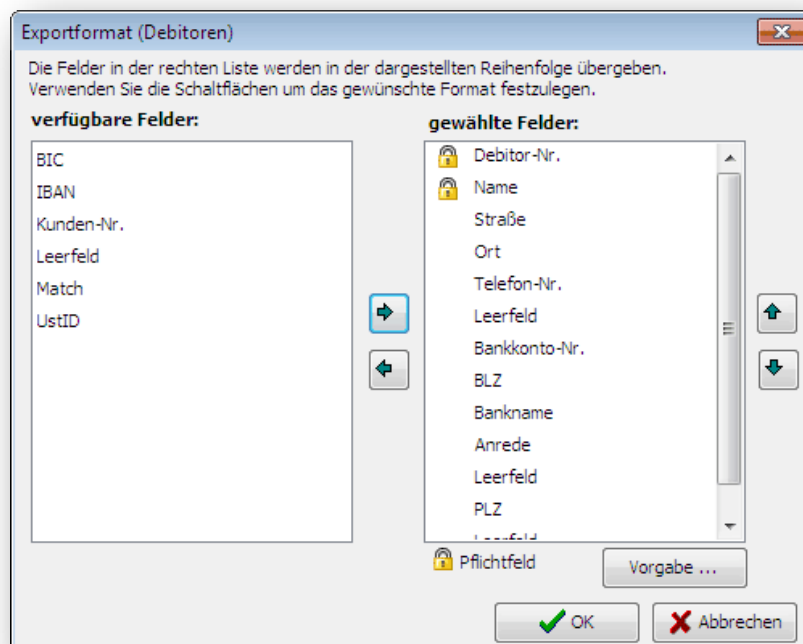 Exportformat (Debitoren)
Die Felder in der rechten Liste werden in der dargestellten Reihenfolge übergeben.
Verwenden Sie die Schaltflächen um das gewünschte Format festzulegen.
verfügbare Felder:
BIC
IBAN
Kunden-Nr.
Leerfeld
Match
UstID
gewählte Felder:
Debitor-Nr.
Name
Straße
Ort
Telefon-Nr.
Leerfeld
Bankkonto-Nr.
BLZ
Bankname
Anrede
Leerfeld
PLZ
Leerfeld
Pflichtfeld
Vorgabe ...
OK
Abbrechen